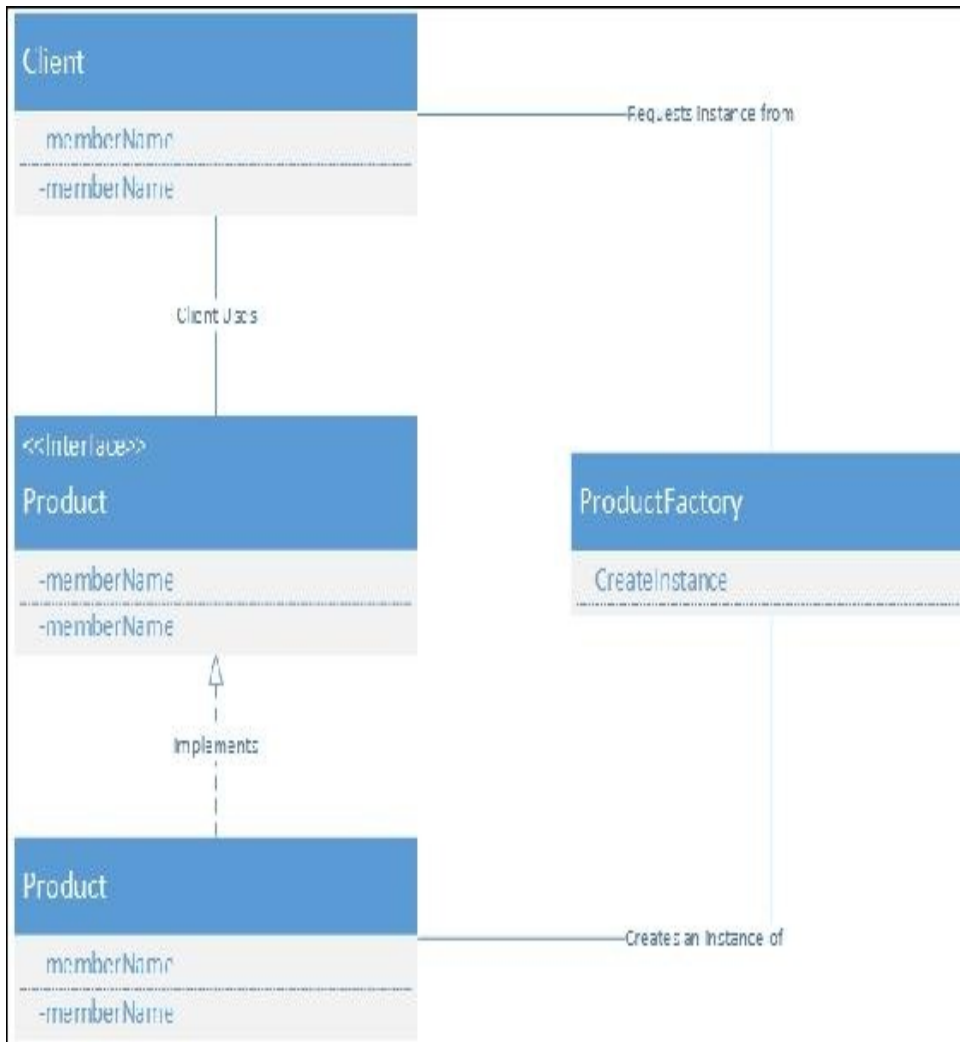 Client
memberName
-memberName
Requests Instance from
Client Uses
<<Interface>>
Product
-memberName
-memberName
ProductFactory
CreateInstance
Implements
Product
memberName
-memberName
Creates an Instance of